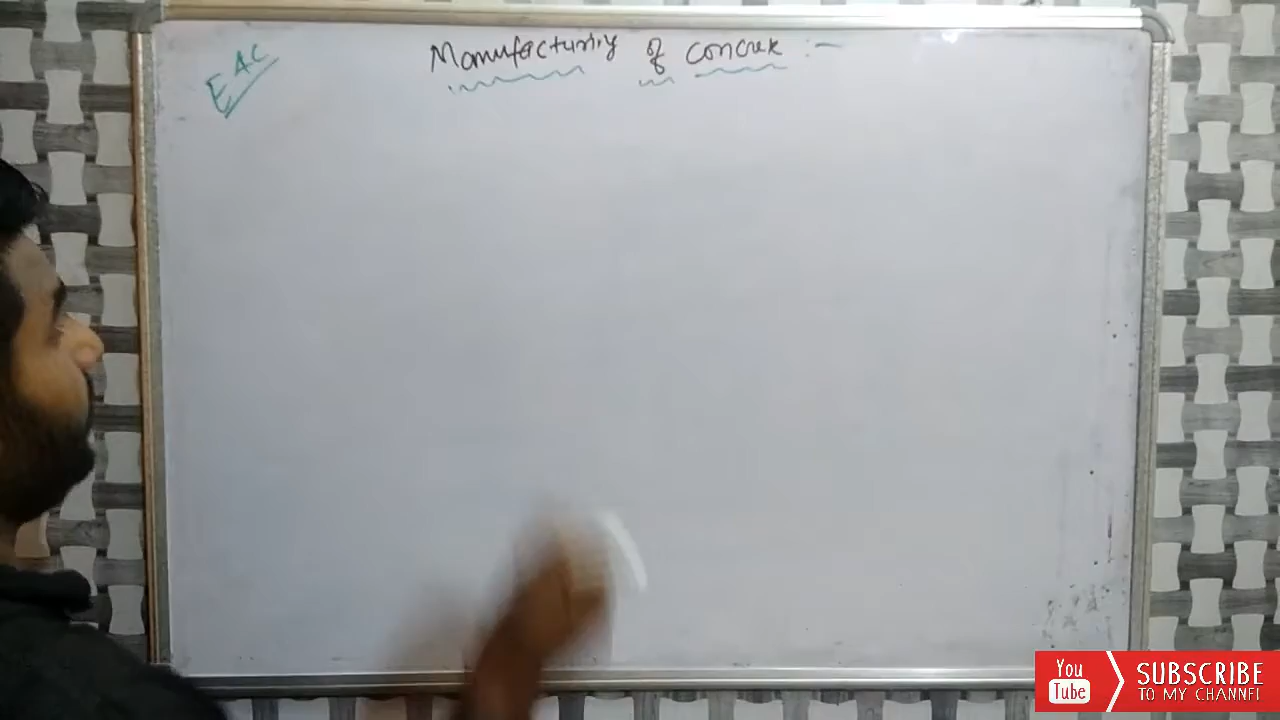 Manufacturing of concrete :-
EAC
You Tube
SUBSCRIBE
TO MY CHANNEL